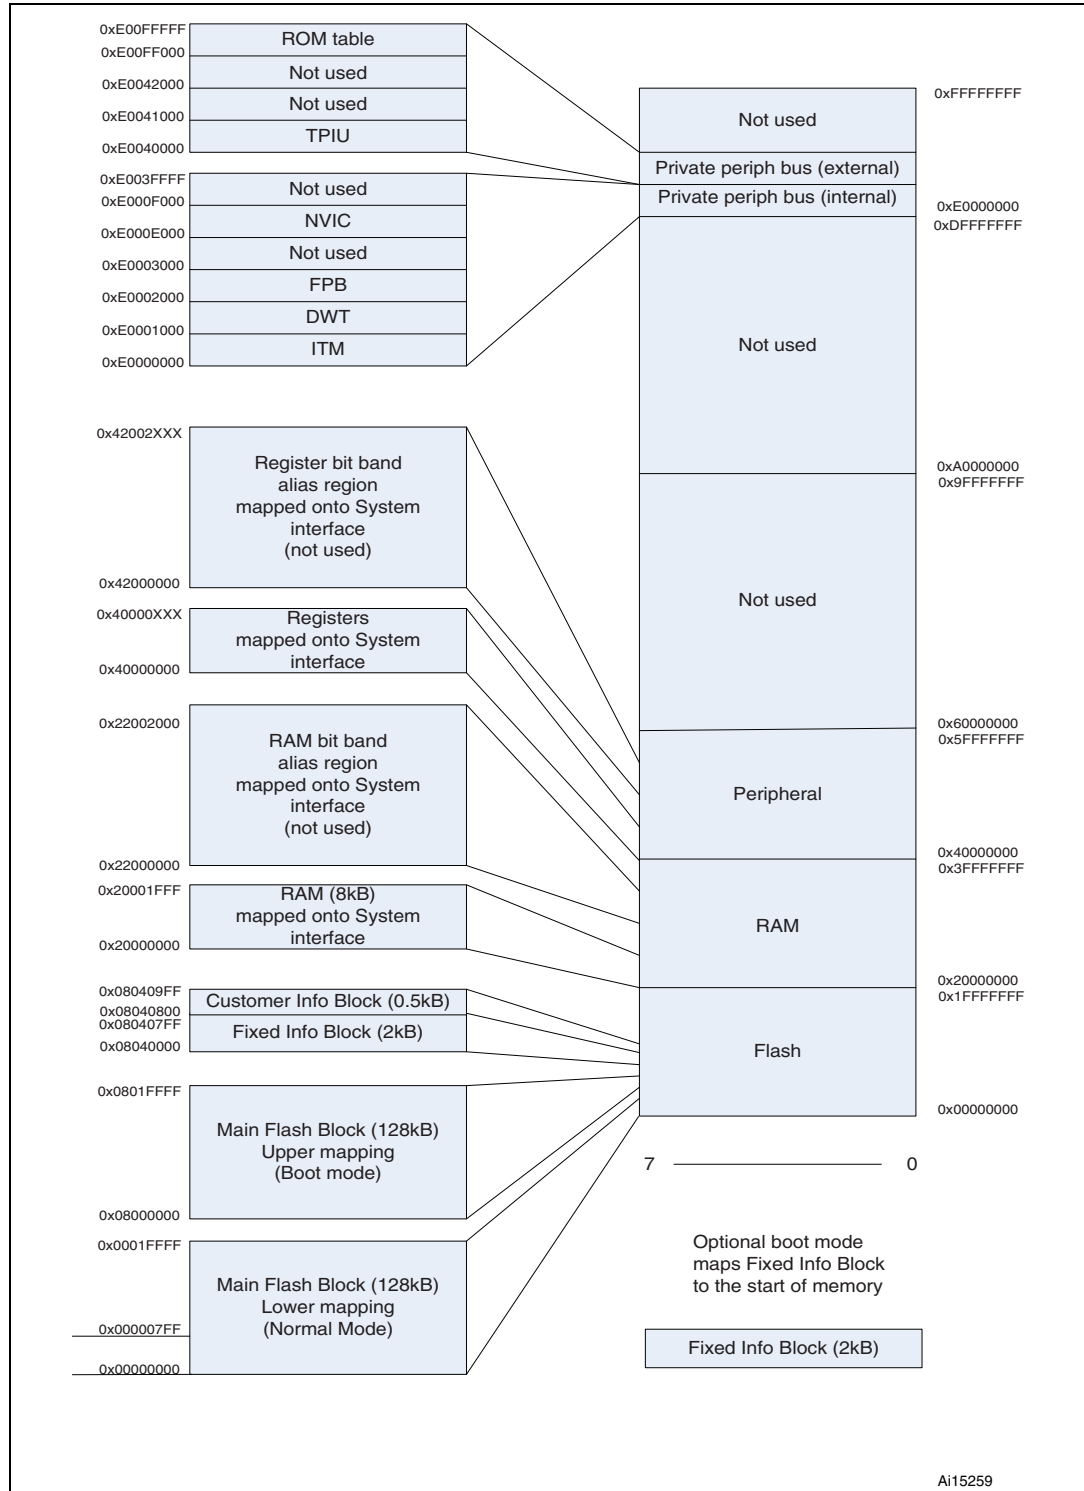 0xE00FFFFF
ROM table
0xE00FF000
Not used
0xE0042000
Not used
0xE0041000
TPIU
0xE0040000
0xE003FFFF
Not used
0xE000F000
NVIC
0xE000E000
Not used
0xE0003000
FPB
0xE0002000
DWT
0xE0001000
ITM
0xE0000000
0x42002XXX
Register bit band
alias region
mapped onto System
interface
(not used)
0x42000000
0x40000XXX
Registers
mapped onto System
interface
0x40000000
0x22002000
RAM bit band
alias region
mapped onto System
interface
(not used)
0x22000000
0x20001FFF
RAM (8kB)
mapped onto System
interface
0x20000000
0x080409FF
Customer Info Block (0.5kB)
0x08040800
0x080407FF
Fixed Info Block (2kB)
0x08040000
0x0801FFFF
Main Flash Block (128kB)
Upper mapping
(Boot mode)
0x08000000
0x0001FFFF
Main Flash Block (128kB)
Lower mapping
(Normal Mode)
0x000007FF
0x00000000
0xFFFFFFFF
Not used
Private periph bus (external)
Private periph bus (internal)
0xE0000000
0xDFFFFFFF
Not used
0xA0000000
0x9FFFFFFF
Not used
0x60000000
0x5FFFFFFF
Peripheral
0x40000000
0x3FFFFFFF
RAM
0x20000000
0x1FFFFFFF
Flash
0x00000000
7 0
Optional boot mode
maps Fixed Info Block
to the start of memory
Fixed Info Block (2kB)
Ai15259